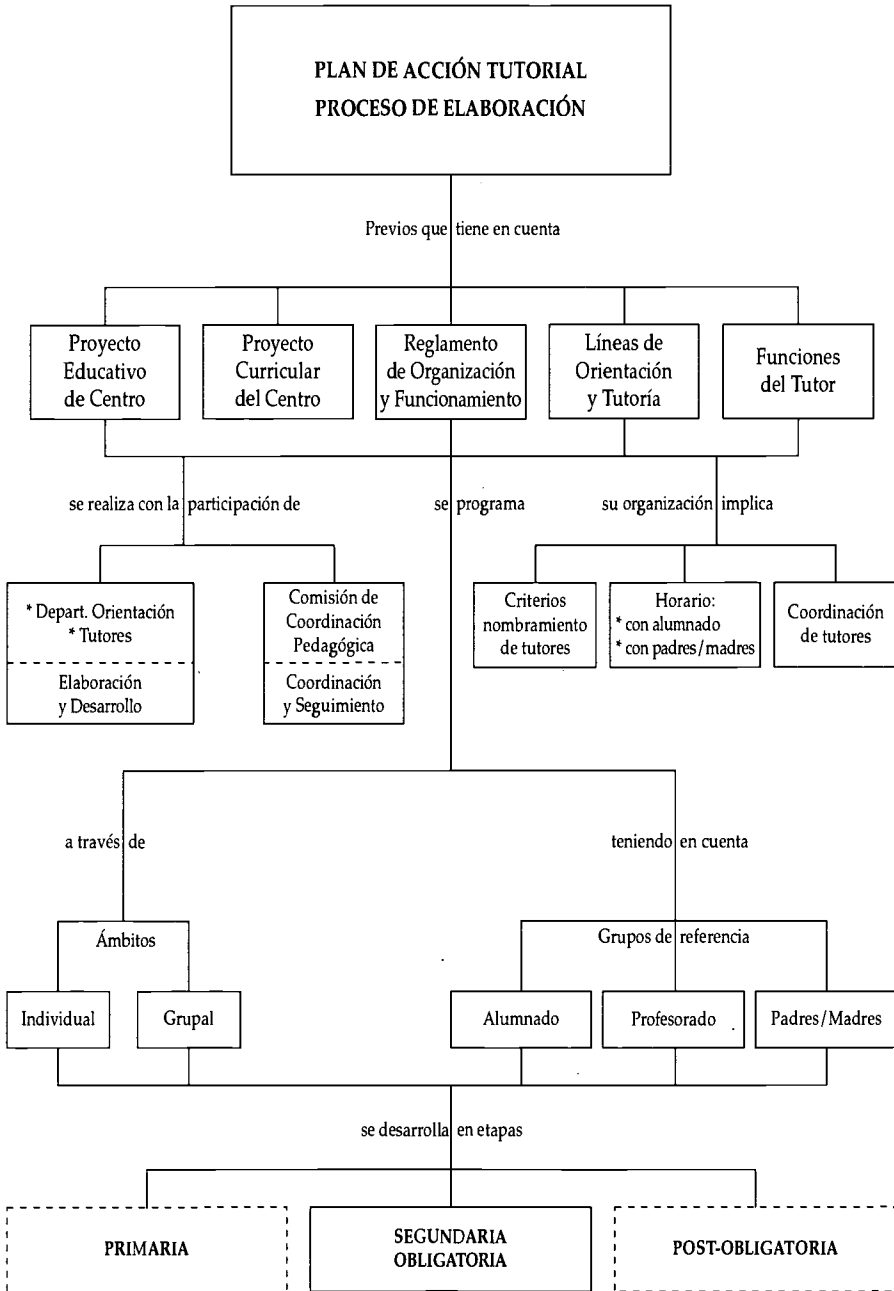 PLAN DE ACCIÓN TUTORIAL
PROCESO DE ELABORACIÓN
Previos que tiene en cuenta
Proyecto
Educativo
de Centro
Proyecto
Curricular
del Centro
Reglamento
de Organización
y Funcionamiento
Líneas de
Orientación
y Tutoría
Funciones
del Tutor
se realiza con la participación de
se programa
su organización implica
* Depart. Orientación
* Tutores
Elaboración
y Desarrollo
Comisión de
Coordinación
Pedagógica
Coordinación
y Seguimiento
Criterios
nombramiento
de tutores
Horario:
* con alumnado
* con padres/madres
Coordinación
de tutores
a través de
teniendo en cuenta
Ámbitos
Grupos de referencia
Individual
Grupal
Alumnado
Profesorado
Padres/Madres
se desarrolla en etapas
PRIMARIA
SEGUNDARIA
OBLIGATORIA
POST-OBLIGATORIA